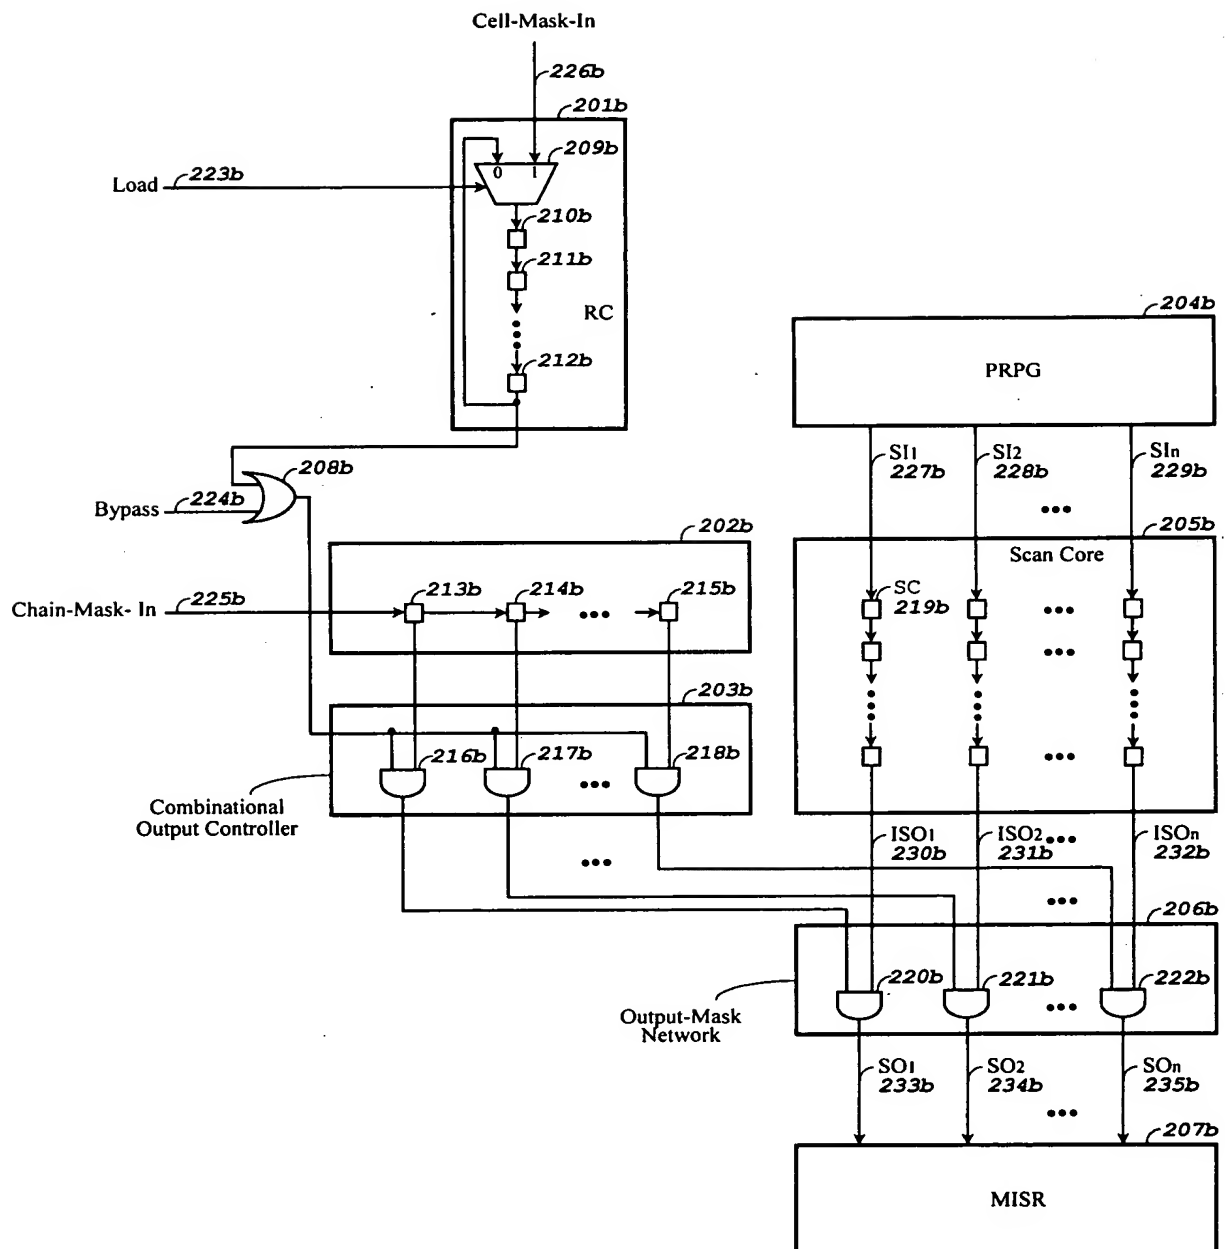 Cell-Mask-In
226b
201b
209b
0 1
Load
223b
210b
211b
RC
212b
204b
PRPG
SI1
227b
SI2
228b
SIn
229b
208b
Bypass
224b
205b
Scan Core
202b
Chain-Mask- In
225b
213b
214b
215b
SC
219b
203b
216b
217b
218b
Combinational
Output Controller
ISO1
230b
ISO2
231b
ISOn
232b
206b
220b
221b
222b
Output-Mask
Network
SO1
233b
SO2
234b
SOn
235b
207b
MISR